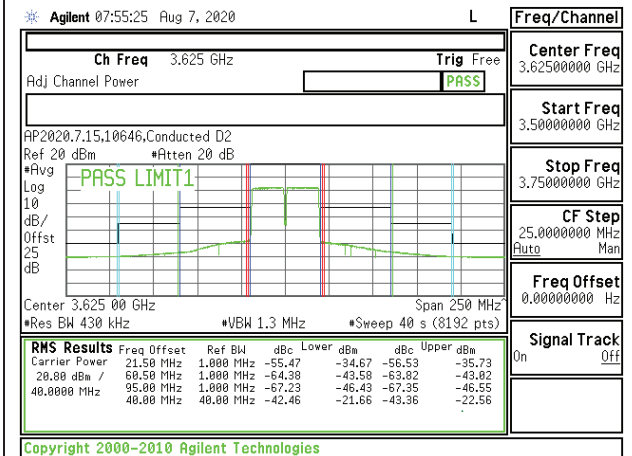 Agilent 07:55:25 Aug 7, 2020 L Freq/Channel
Ch Freq 3.625 GHz Trig Free
Adj Channel Power PASS
Center Freq
3.62500000 GHz
Start Freq
3.50000000 GHz
AP2020.7.15,10646,Conducted D2
Ref 20 dBm #Atten 20 dB
#Avg
Log
10
dB/
Offst
25
dB
PASS LIMIT1
Stop Freq
3.75000000 GHz
CF Step
25.0000000 MHz
Auto Man
Freq Offset
0.00000000 Hz
Center 3.625 00 GHz Span 250 MHz^
#Res BW 430 kHz #VBW 1.3 MHz #Sweep 40 s (8192 pts)
Signal Track
On Off
RMS Results Freq Offset Ref BW dBc Lower dBm dBc Upper dBm
Carrier Power 21.50 MHz 1.000 MHz -55.47 -34.67 -56.53 -35.73
20.80 dBm / 60.50 MHz 1.000 MHz -64.38 -43.58 -63.82 -43.02
40.0000 MHz 95.00 MHz 1.000 MHz -67.23 -46.43 -67.35 -46.55
40.00 MHz 40.00 MHz -42.46 -21.66 -43.36 -22.56
Copyright 2000-2010 Agilent Technologies